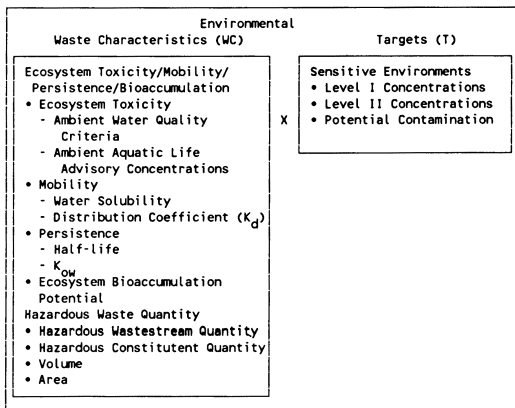 Environmental
Waste Characteristics (WC)
Ecosystem Toxicity/Mobility/
Persistence/Bioaccumulation
• Ecosystem Toxicity
- Ambient Water Quality
Criteria
- Ambient Aquatic Life
Advisory Concentrations
• Mobility
- Water Solubility
- Distribution Coefficient (Kd)
• Persistence
- Half-life
- Kow
• Ecosystem Bioaccumulation
Potential
Hazardous Waste Quantity
• Hazardous Wastestream Quantity
• Hazardous Constitutent Quantity
• Volume
• Area
X
Targets (T)
Sensitive Environments
• Level I Concentrations
• Level II Concentrations
• Potential Contamination